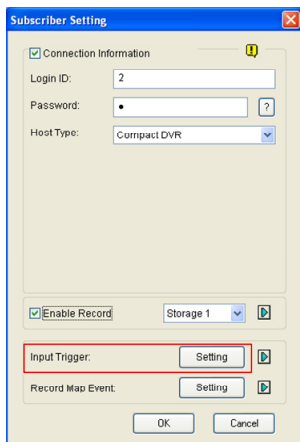 Subscriber Setting
Connection Information
Login ID: 2
Password: •
?
Host Type: Compact DVR
Enable Record Storage 1
Input Trigger: Setting
Record Map Event: Setting
OK Cancel